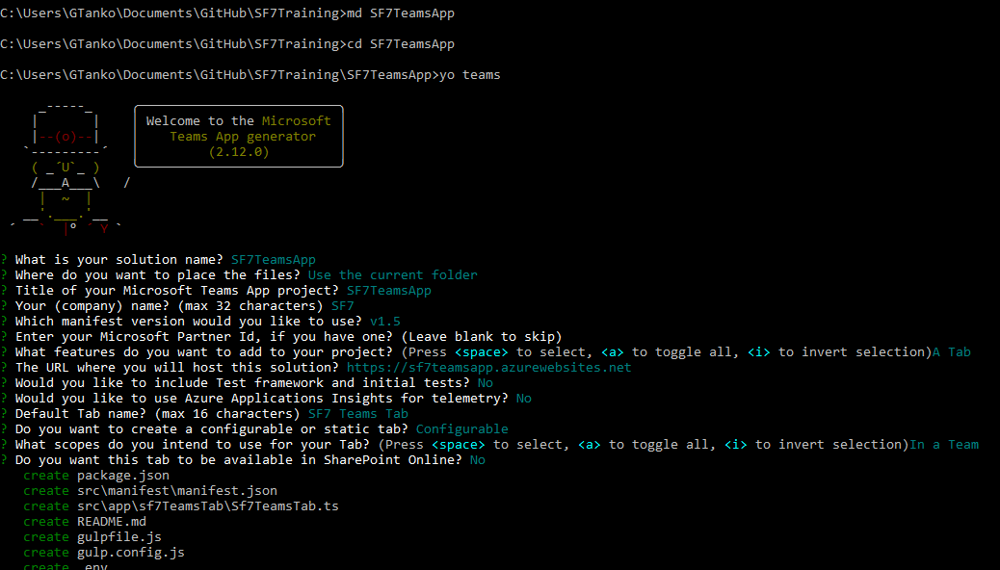 C:\Users\GTanko\Documents\GitHub\SF7Training>md SF7TeamsApp
C:\Users\GTanko\Documents\GitHub\SF7Training>cd SF7TeamsApp
C:\Users\GTanko\Documents\GitHub\SF7Training\SF7TeamsApp>yo teams
Welcome to the Microsoft
Teams App generator
(2.12.0)
? What is your solution name? SF7TeamsApp
? Where do you want to place the files? Use the current folder
? Title of your Microsoft Teams App project? SF7TeamsApp
? Your (company) name? (max 32 characters) SF7
? Which manifest version would you like to use? v1.5
? Enter your Microsoft Partner Id, if you have one? (Leave blank to skip)
? What features do you want to add to your project? (Press <space> to select, <a> to toggle all, <i> to invert selection)A Tab
? The URL where you will host this solution? https://sf7teamsapp.azurewebsites.net
? Would you like to include Test framework and initial tests? No
? Would you like to use Azure Applications Insights for telemetry? No
? Default Tab name? (max 16 characters) SF7 Teams Tab
? Do you want to create a configurable or static tab? Configurable
? What scopes do you intend to use for your Tab? (Press <space> to select, <a> to toggle all, <i> to invert selection)In a Team
? Do you want this tab to be available in SharePoint Online? No
create package.json
create src\manifest\manifest.json
create src\app\sf7TeamsTab\Sf7TeamsTab.ts
create README.md
create gulpfile.js
create gulp.config.js
create .env